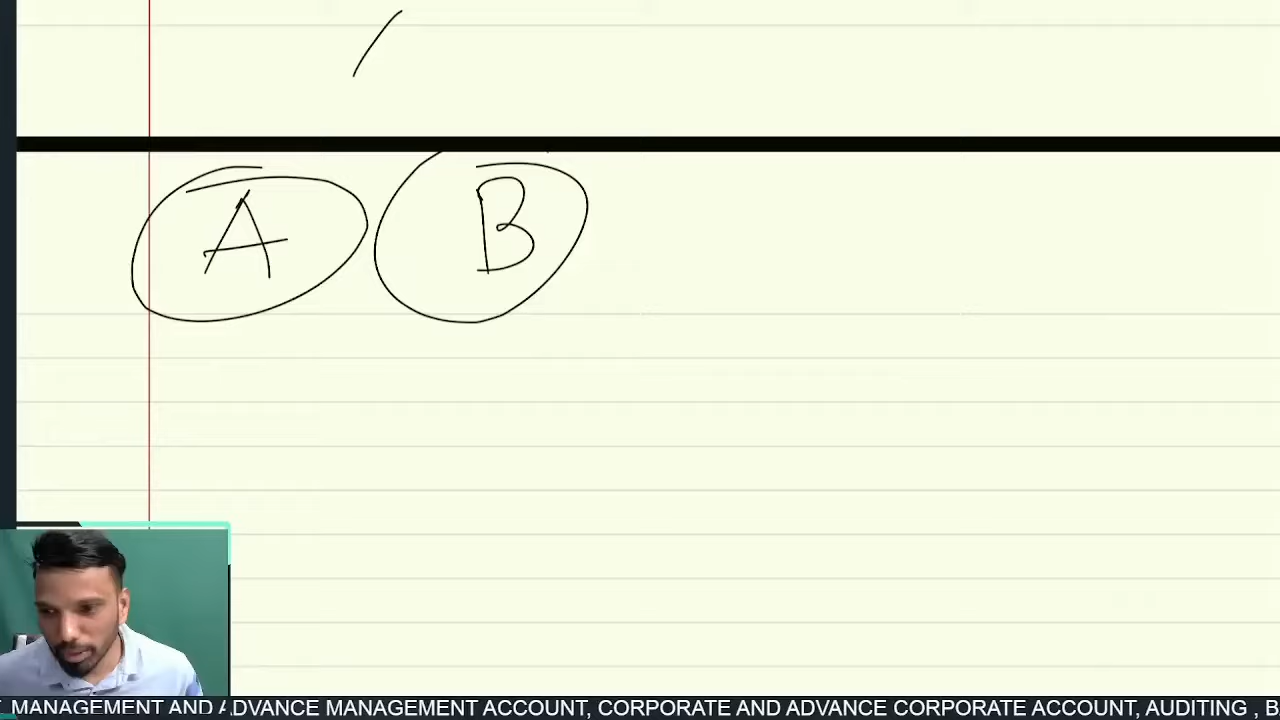 A B
MANAGEMENT AND ADVANCE MANAGEMENT ACCOUNT, CORPORATE AND ADVANCE CORPORATE ACCOUNT, AUDITING , B